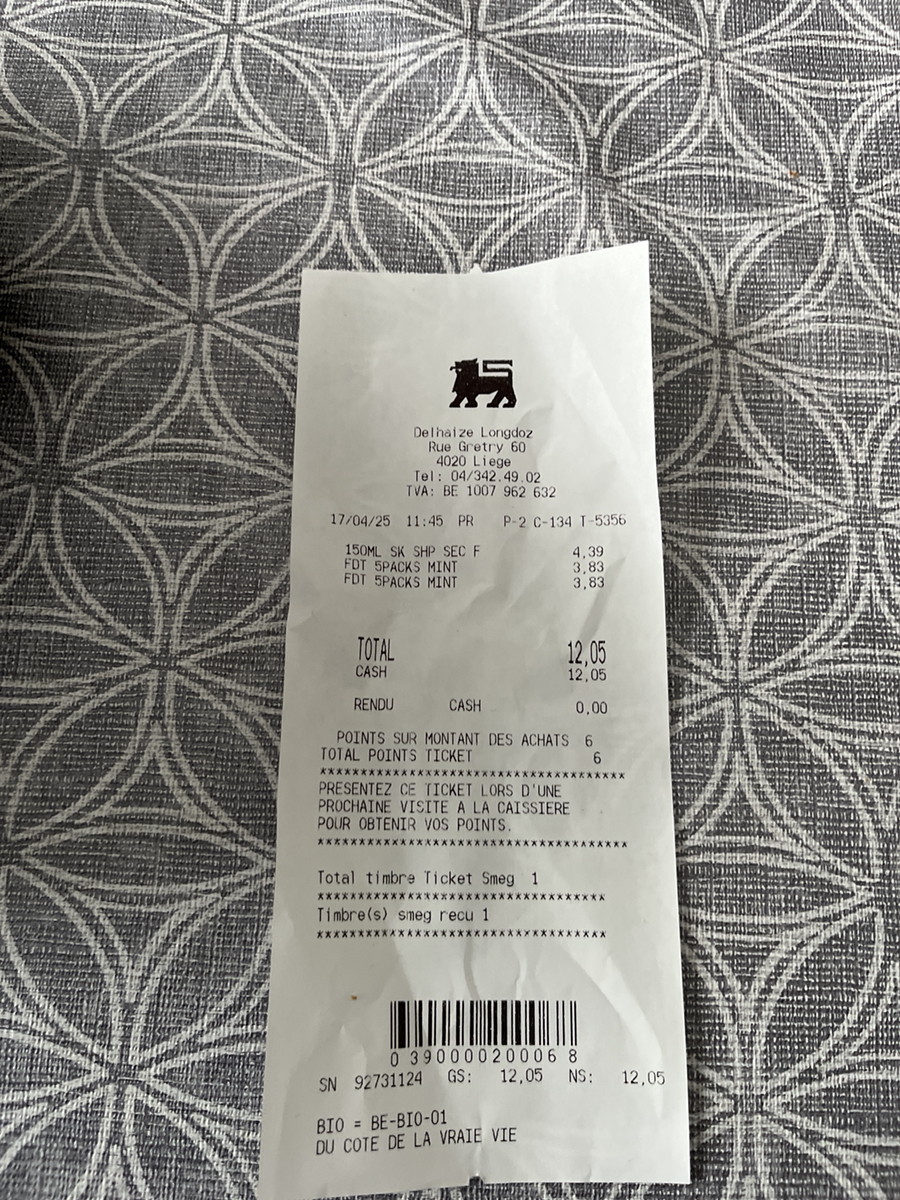 Delhaize Longdoz
Rue Gretry 60
4020 Liege
Tel: 04/342.49.02
TVA: BE 1007 962 632
17/04/25 11:45 PR P-2 C-134 T-5356
150ML SK SHP SEC F 4,39
FDT 5PACKS MINT 3,83
FDT 5PACKS MINT 3,83
TOTAL 12,05
CASH 12,05
RENDU CASH 0,00
POINTS SUR MONTANT DES ACHATS 6
TOTAL POINTS TICKET 6
***************************************
PRESENTEZ CE TICKET LORS D'UNE
PROCHAINE VISITE A LA CAISSIERE
POUR OBTENIR VOS POINTS.
***************************************
Total timbre Ticket Smeg 1
************************************
Timbre(s) smeg recu 1
************************************
0 390000200068
SN 92731124 GS: 12,05 NS: 12,05
BIO = BE-BIO-01
DU COTE DE LA VRAIE VIE